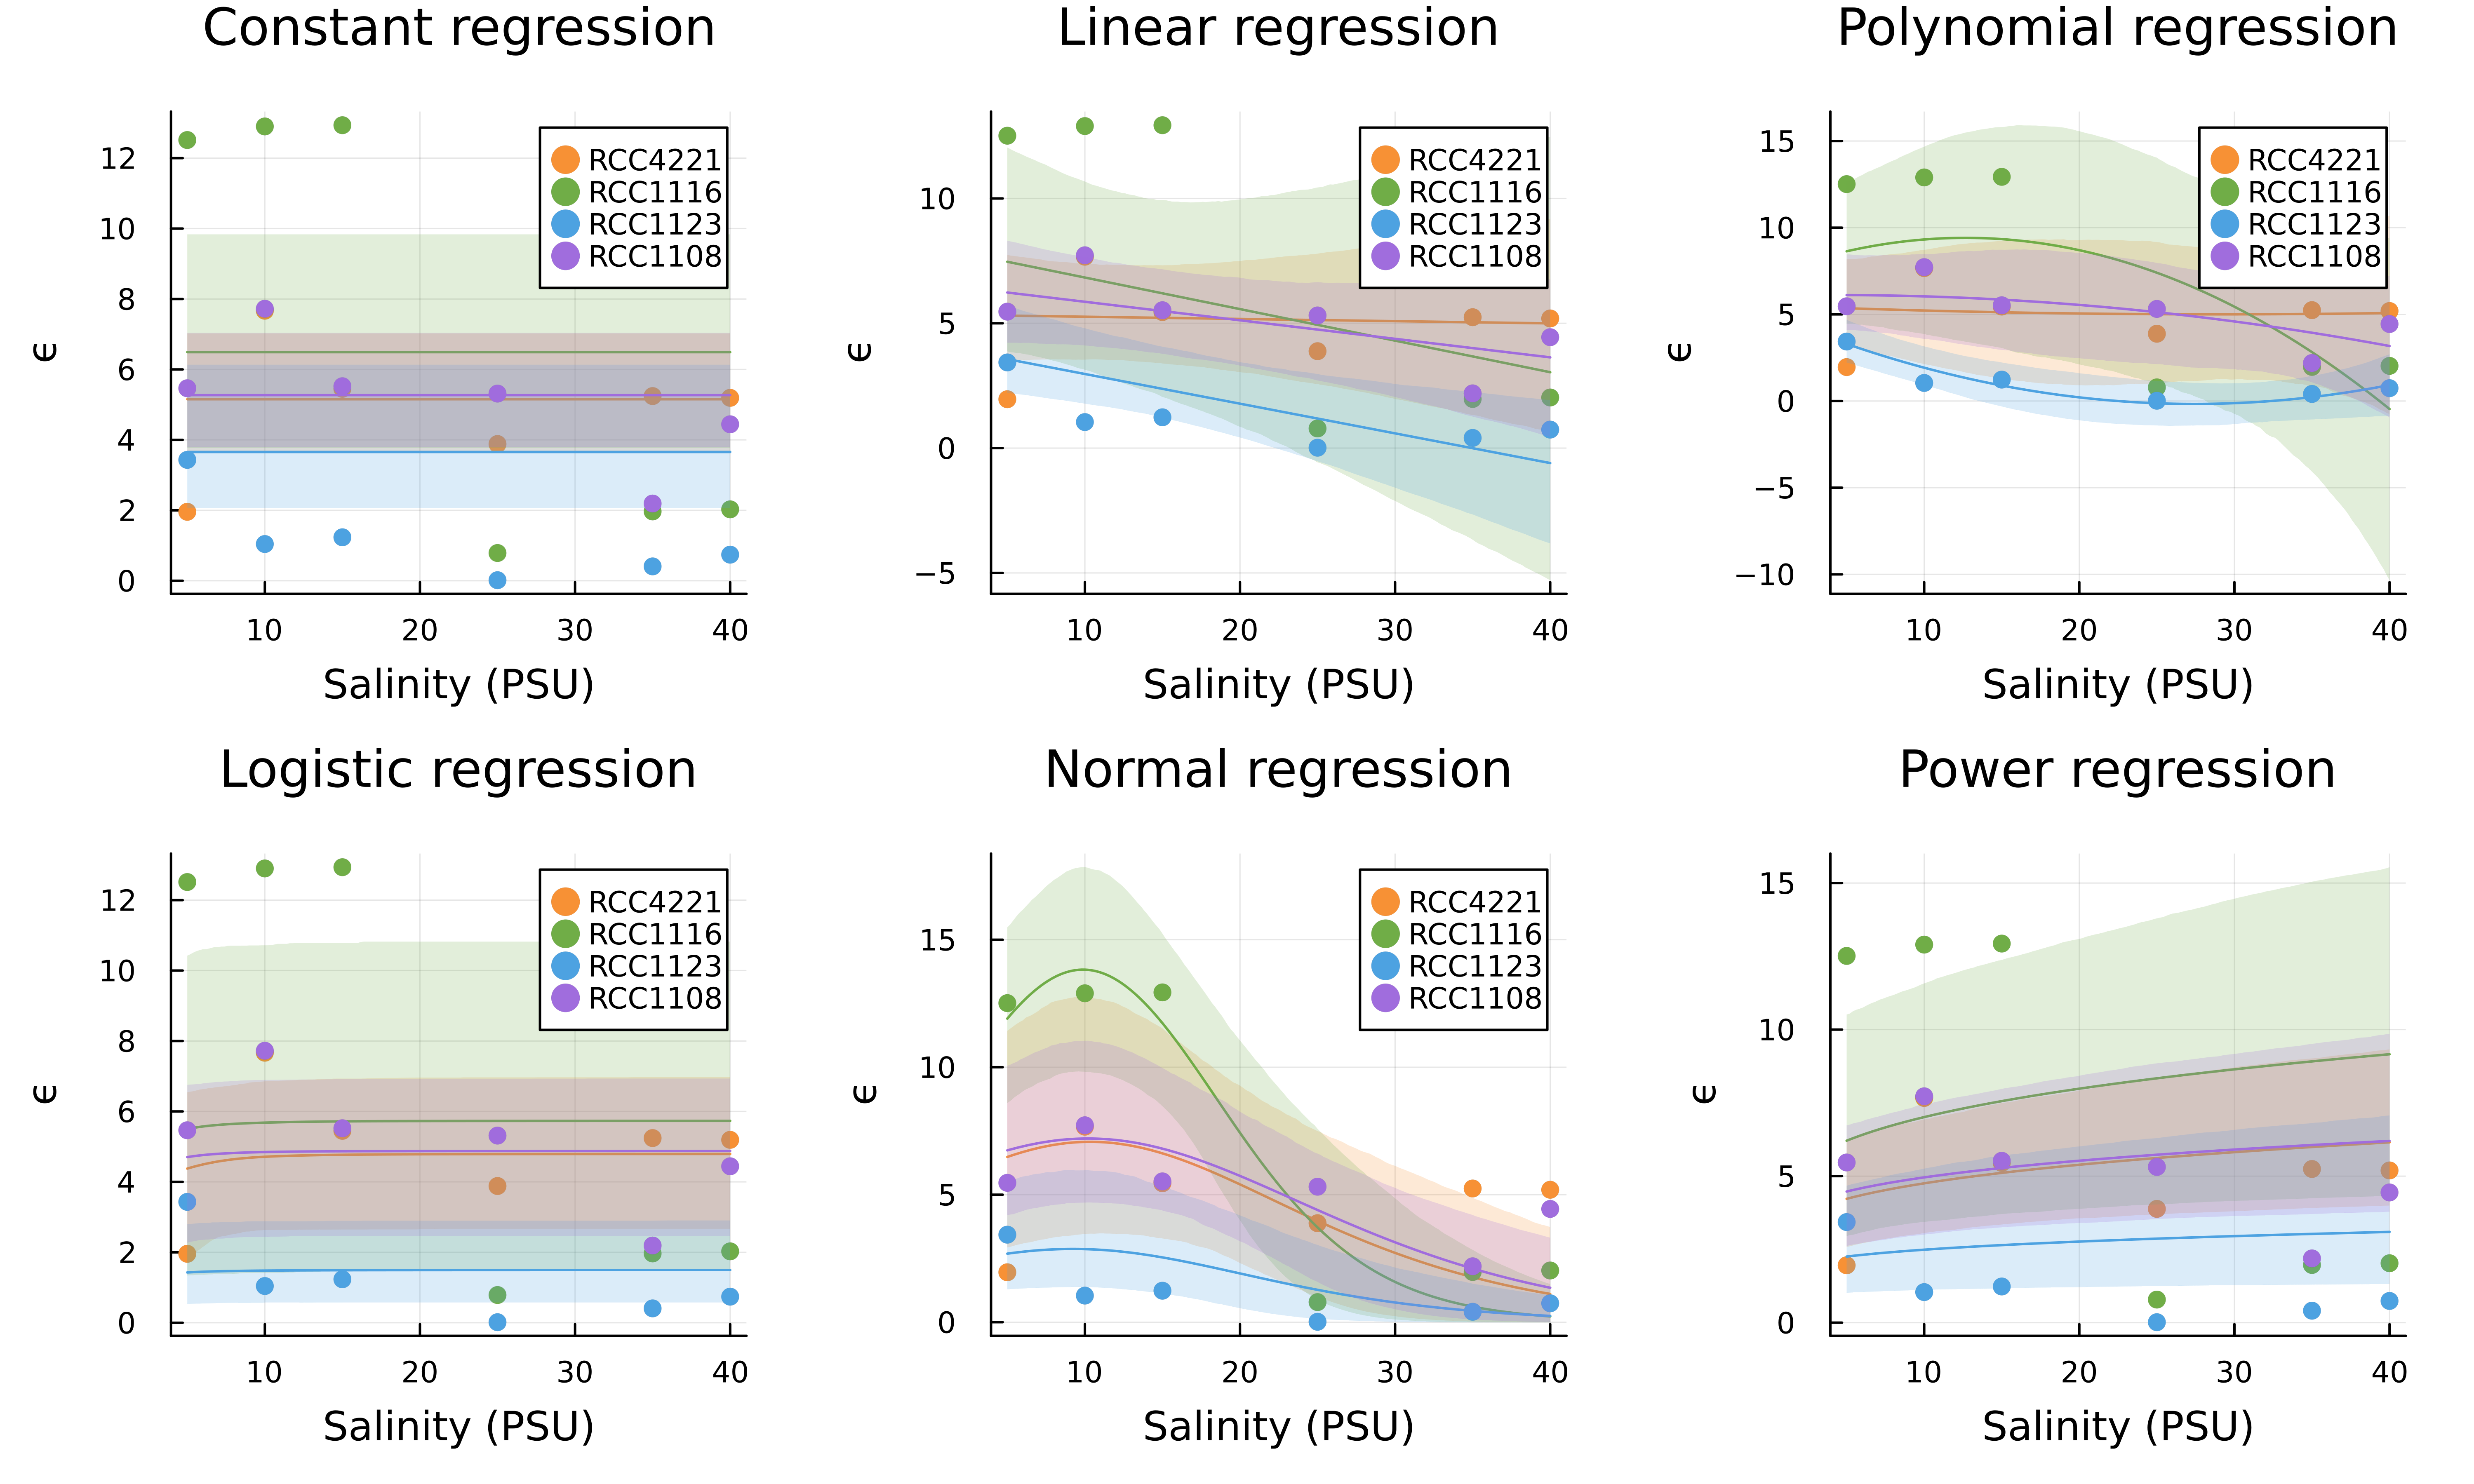 Constant regression
12
10
8
6
4
2
0
ϵ
10 20 30 40
Salinity (PSU)
RCC4221
RCC1116
RCC1123
RCC1108
Linear regression
10
5
0
−5
ϵ
10 20 30 40
Salinity (PSU)
RCC4221
RCC1116
RCC1123
RCC1108
Polynomial regression
15
10
5
0
−5
−10
ϵ
10 20 30 40
Salinity (PSU)
RCC4221
RCC1116
RCC1123
RCC1108
Logistic regression
12
10
8
6
4
2
0
ϵ
10 20 30 40
Salinity (PSU)
RCC4221
RCC1116
RCC1123
RCC1108
Normal regression
15
10
5
0
ϵ
10 20 30 40
Salinity (PSU)
RCC4221
RCC1116
RCC1123
RCC1108
Power regression
15
10
5
0
ϵ
10 20 30 40
Salinity (PSU)